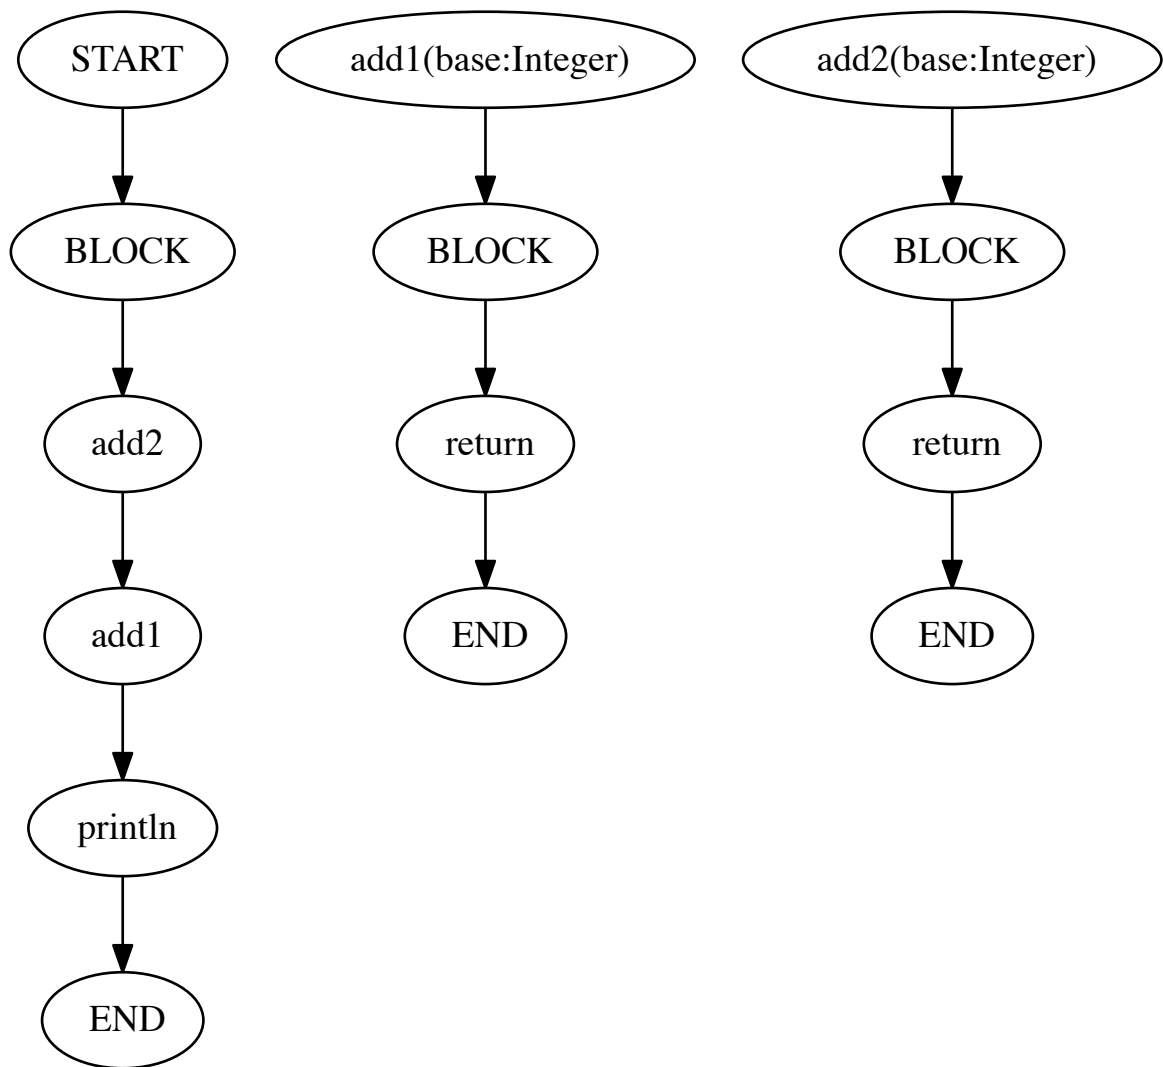 START
add1(base:Integer)
add2(base:Integer)
BLOCK
BLOCK
BLOCK
add2
return
return
add1
END
END
println
END